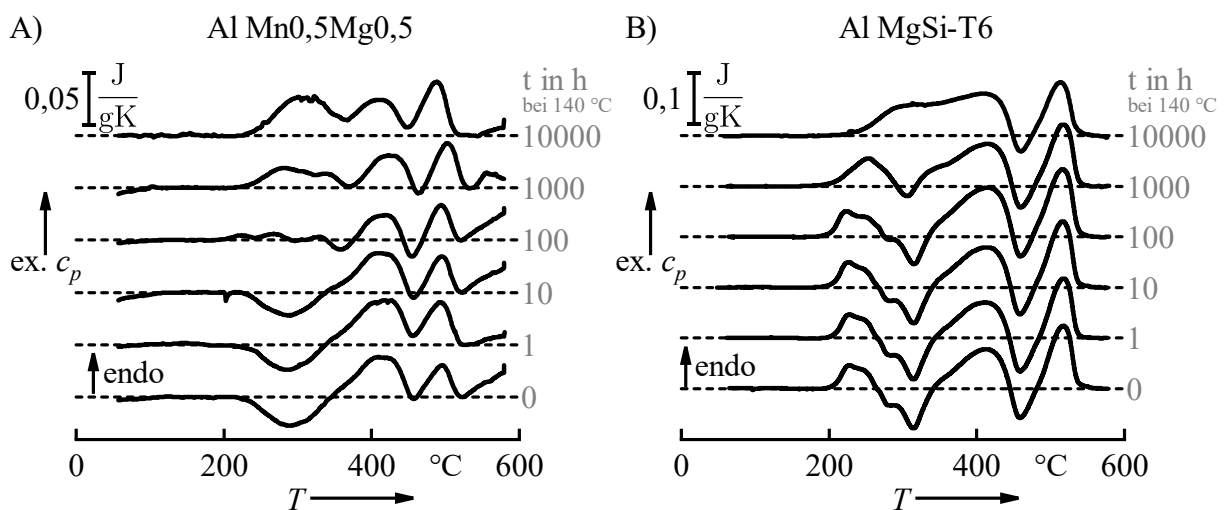 A) Al Mn0,5Mg0,5
0,05 J/gK
t in h
bei 140 °C
10000
1000
100
ex. cp
10
1
endo
0
0 200 400 °C 600
T
B) Al MgSi-T6
0,1 J/gK
t in h
bei 140 °C
10000
1000
100
ex. cp
10
1
endo
0
0 200 400 °C 600
T